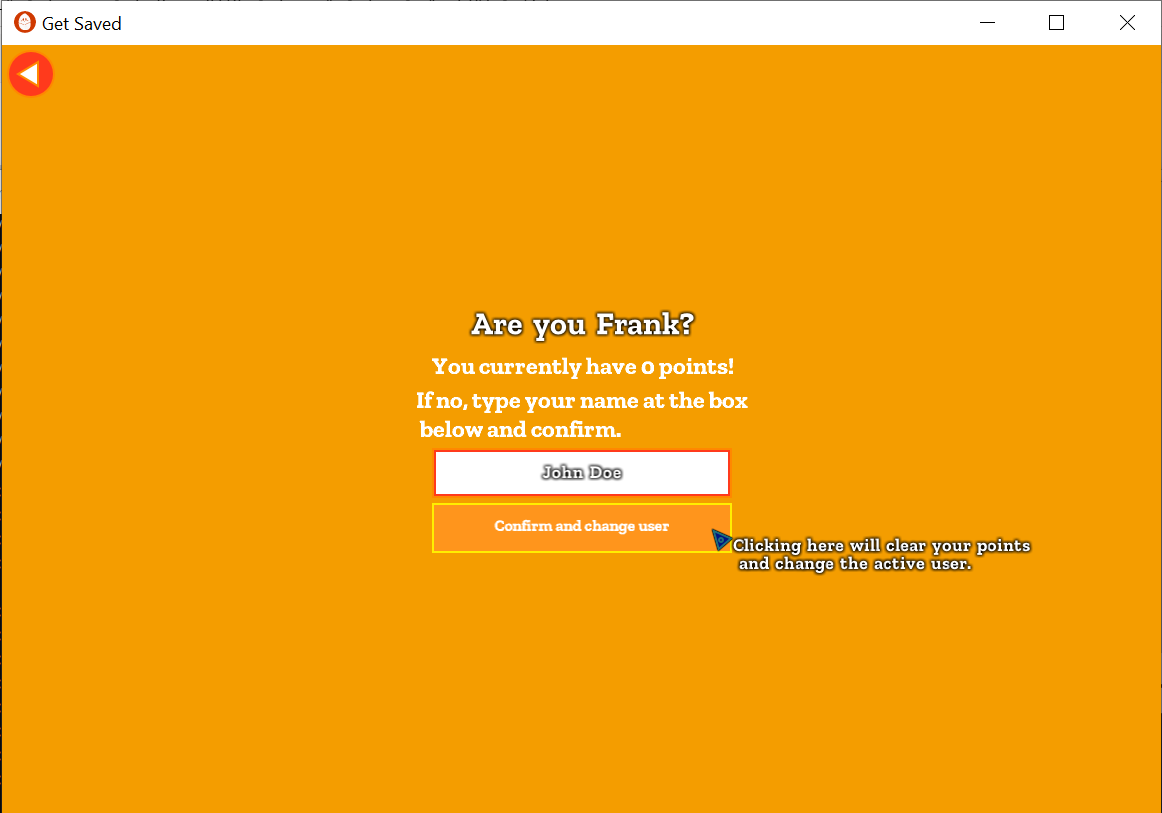 Get Saved
Are you Frank?
You currently have 0 points!
If no, type your name at the box
below and confirm.
John Doe
Confirm and change user
Clicking here will clear your points
and change the active user.